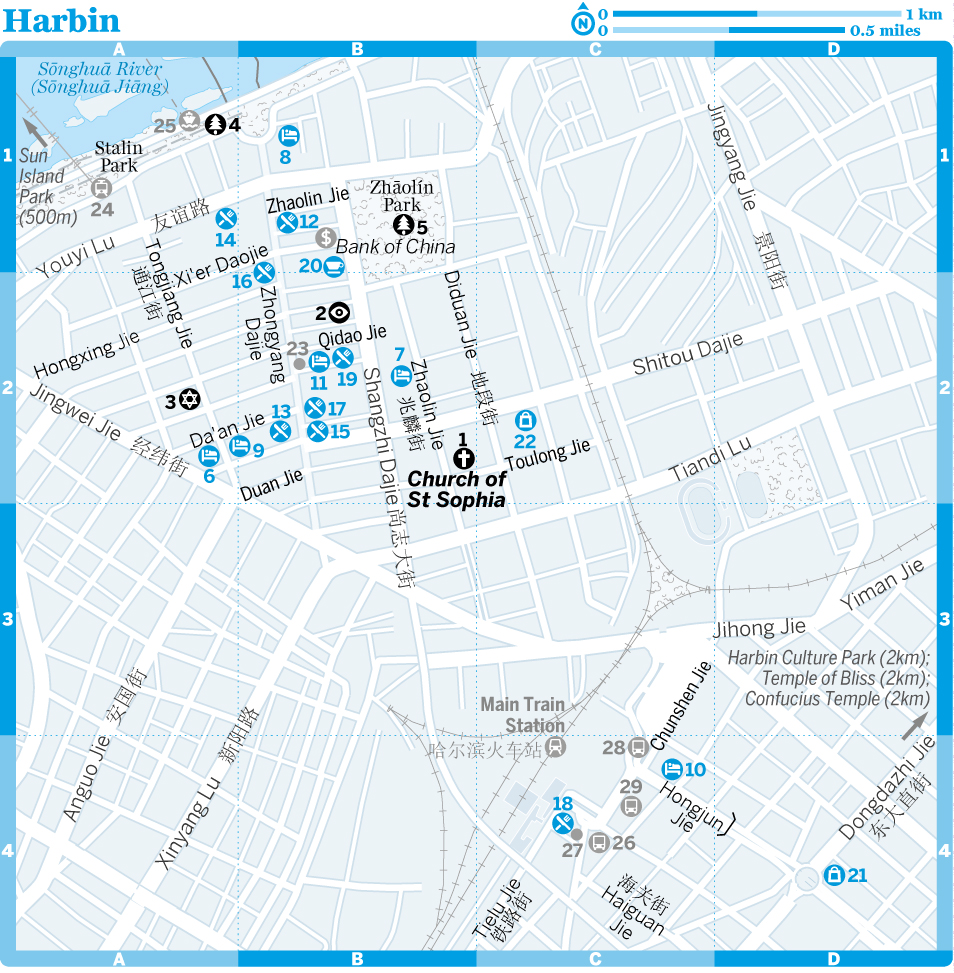 Harbin
N
0
1 km
0
0.5 miles
A
B
C
D
Sōnghuā River
(Sōnghuā Jiāng)
25
4
1
1
Stalin
Park
8
Sun
Island
Park
(500m)
24
Zhaolin Jie
Zhāolín
Park
Jingyang Jie
友谊路
14
12
5
$
Bank of China
景阳街
Youyi Lu
Tongjiang Jie
通江街
Xi'er Daojie
16
20
Diduan Jie
地段街
Zhongyang
Dajie
2
Qidao Jie
Hongxing Jie
23
11
19
7
Shitou Dajie
2
2
Jingwei Jie 经纬街
3
Shangzhi Dajie 尚志大街
Zhaolin Jie
兆麟街
17
13
15
Da'an Jie
9
6
22
1
Church of
St Sophia
Toulong Jie
Tiandi Lu
Duan Jie
3
3
Yiman Jie
Jihong Jie
Harbin Culture Park (2km);
Temple of Bliss (2km);
Confucius Temple (2km)
Anguo Jie 安国街
Xinyang Lu 新阳路
Main Train
Station
哈尔滨火车站
28
Chunshen Jie
10
29
Hongjun
Jie
Dongdazhi Jie
东大直街
18
27
26
4
4
21
Tielu Jie
铁路街
海关街
Haiguan
Jie
A
B
C
D